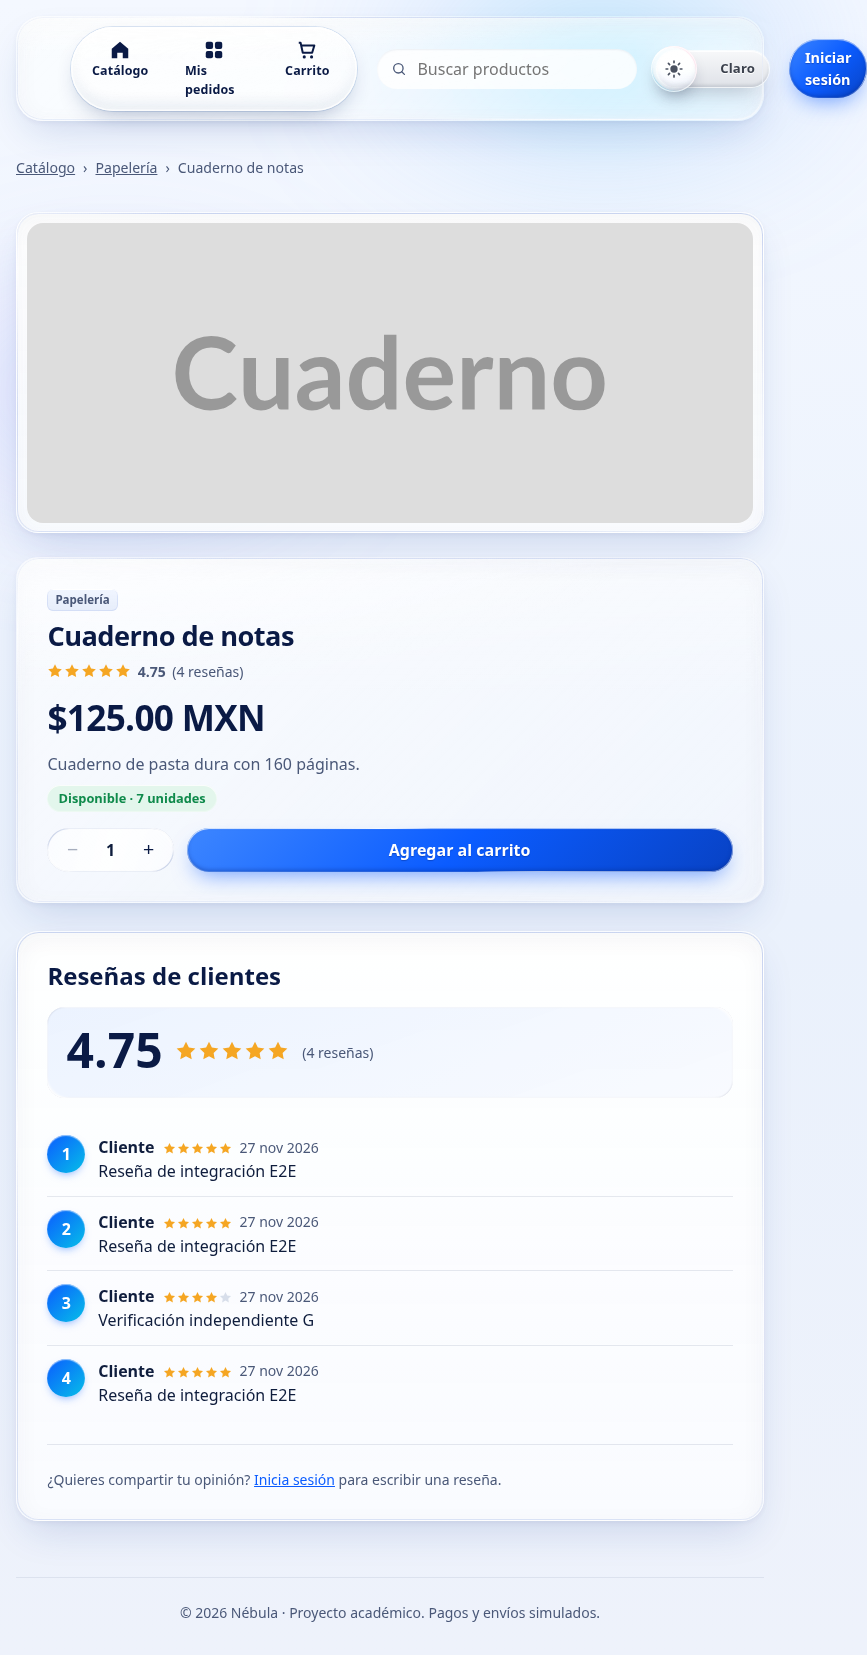 Catálogo
Mis
pedidos
Carrito
Buscar productos
Claro
Iniciar
sesión
Catálogo › Papelería › Cuaderno de notas
Cuaderno
Papelería
Cuaderno de notas
4.75 (4 reseñas)
$125.00 MXN
Cuaderno de pasta dura con 160 páginas.
Disponible · 7 unidades
− 1 +
Agregar al carrito
Reseñas de clientes
4.75 (4 reseñas)
1 Cliente 27 nov 2026
Reseña de integración E2E
2 Cliente 27 nov 2026
Reseña de integración E2E
3 Cliente 27 nov 2026
Verificación independiente G
4 Cliente 27 nov 2026
Reseña de integración E2E
¿Quieres compartir tu opinión? Inicia sesión para escribir una reseña.
© 2026 Nébula · Proyecto académico. Pagos y envíos simulados.